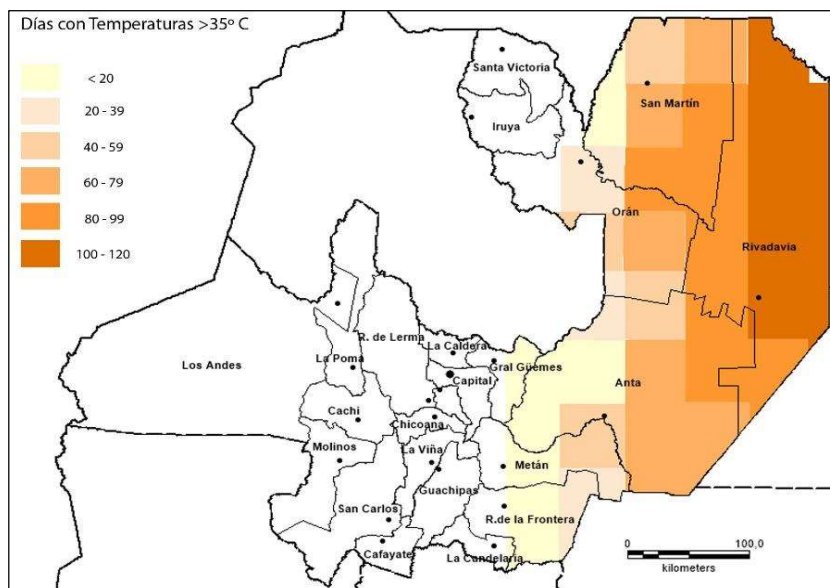 Días con Temperaturas >35º C
< 20
20 - 39
40 - 59
60 - 79
80 - 99
100 - 120
Santa Victoria
San Martín
Iruya
Orán
Rivadavia
R. de Lerma
La Caldera
Los Andes
La Poma
Gral Güemes
Capital
Anta
Cachi
Chicoana
Molinos
La Viña
Metán
Guachipas
San Carlos
R.de la Frontera
Cafayate
La Candelaria
0 100,0
kilometers